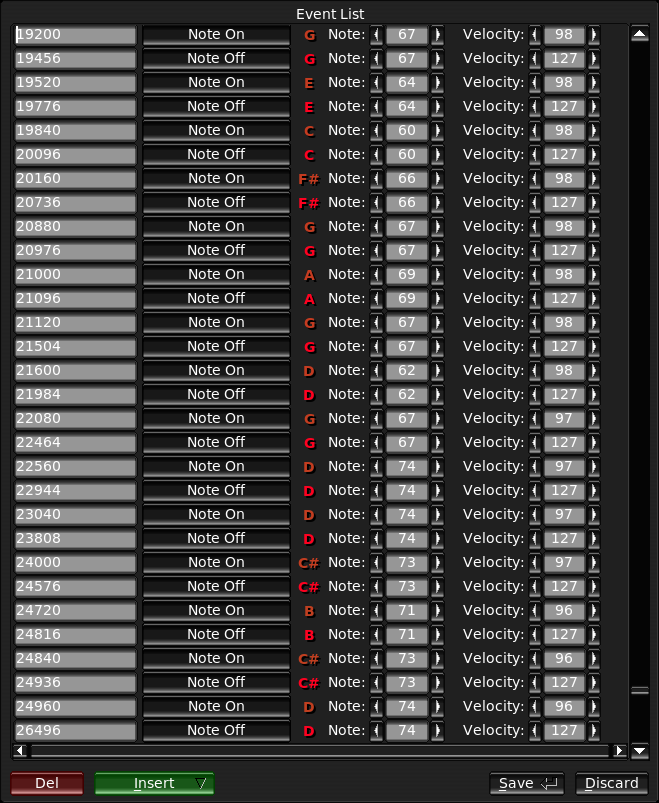 Event List
19200 Note On G Note: 67 Velocity: 98
19456 Note Off G Note: 67 Velocity: 127
19520 Note On E Note: 64 Velocity: 98
19776 Note Off E Note: 64 Velocity: 127
19840 Note On C Note: 60 Velocity: 98
20096 Note Off C Note: 60 Velocity: 127
20160 Note On F# Note: 66 Velocity: 98
20736 Note Off F# Note: 66 Velocity: 127
20880 Note On G Note: 67 Velocity: 98
20976 Note Off G Note: 67 Velocity: 127
21000 Note On A Note: 69 Velocity: 98
21096 Note Off A Note: 69 Velocity: 127
21120 Note On G Note: 67 Velocity: 98
21504 Note Off G Note: 67 Velocity: 127
21600 Note On D Note: 62 Velocity: 98
21984 Note Off D Note: 62 Velocity: 127
22080 Note On G Note: 67 Velocity: 97
22464 Note Off G Note: 67 Velocity: 127
22560 Note On D Note: 74 Velocity: 97
22944 Note Off D Note: 74 Velocity: 127
23040 Note On D Note: 74 Velocity: 97
23808 Note Off D Note: 74 Velocity: 127
24000 Note On C# Note: 73 Velocity: 97
24576 Note Off C# Note: 73 Velocity: 127
24720 Note On B Note: 71 Velocity: 96
24816 Note Off B Note: 71 Velocity: 127
24840 Note On C# Note: 73 Velocity: 96
24936 Note Off C# Note: 73 Velocity: 127
24960 Note On D Note: 74 Velocity: 96
26496 Note Off D Note: 74 Velocity: 127
Del Insert Save Discard